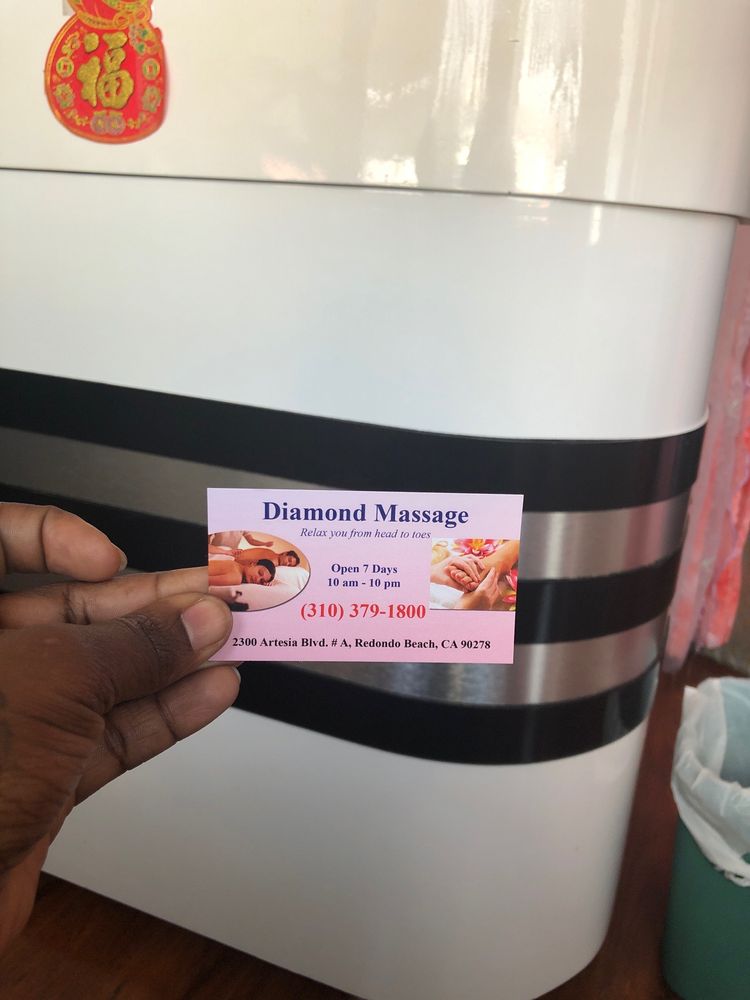 福
Diamond Massage
Relax you from head to toes
Open 7 Days
10 am - 10 pm
(310) 379-1800
2300 Artesia Blvd. # A, Redondo Beach, CA 90278